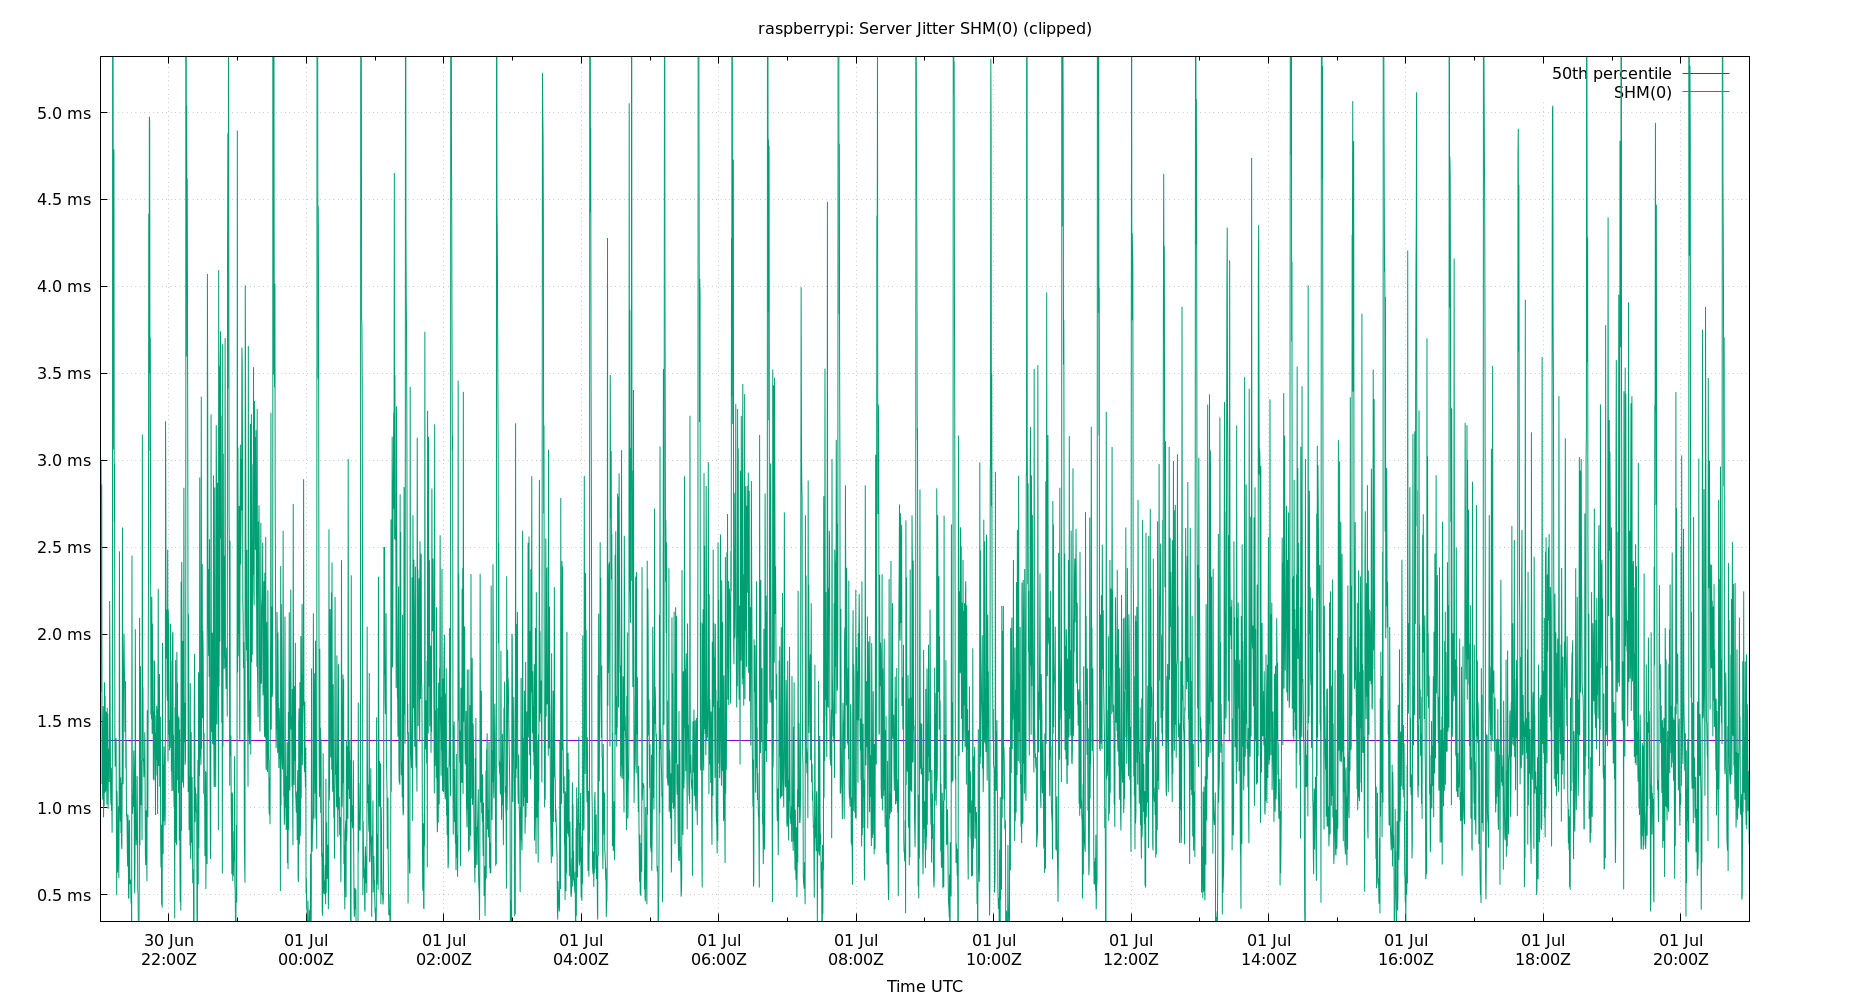 raspberrypi: Server Jitter SHM(0) (clipped)
50th percentile
SHM(0)
5.0 ms
4.5 ms
4.0 ms
3.5 ms
3.0 ms
2.5 ms
2.0 ms
1.5 ms
1.0 ms
0.5 ms
30 Jun 01 Jul 01 Jul 01 Jul 01 Jul 01 Jul 01 Jul 01 Jul 01 Jul 01 Jul 01 Jul 01 Jul
22:00Z 00:00Z 02:00Z 04:00Z 06:00Z 08:00Z 10:00Z 12:00Z 14:00Z 16:00Z 18:00Z 20:00Z
Time UTC